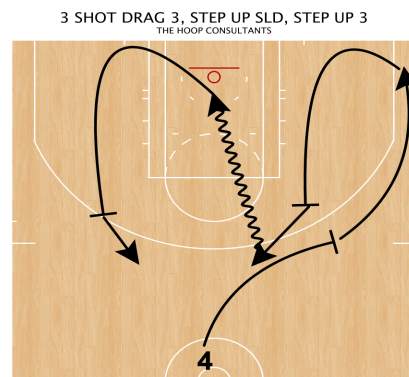 3 SHOT DRAG 3, STEP UP SLD, STEP UP 3
THE HOOP CONSULTANTS
4